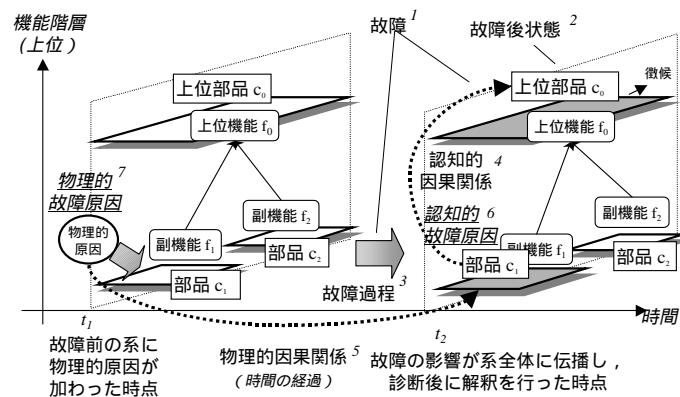 機能階層
(上位)
故障 1
故障後状態 2
上位部品 c0
上位機能 f0
物理的 7
故障原因
物理的
原因
副機能 f1
副機能 f2
部品 c1
部品 c2
故障過程 3
上位部品 c0
徴候
上位機能 f0
認知的 4
因果関係
認知的 6
故障原因
副機能 f1
副機能 f2
部品 c1
部品 c2
時間
t1
t2
故障前の系に
物理的原因が
加わった時点
物理的因果関係 5
(時間の経過)
故障の影響が系全体に伝播し，
診断後に解釈を行った時点